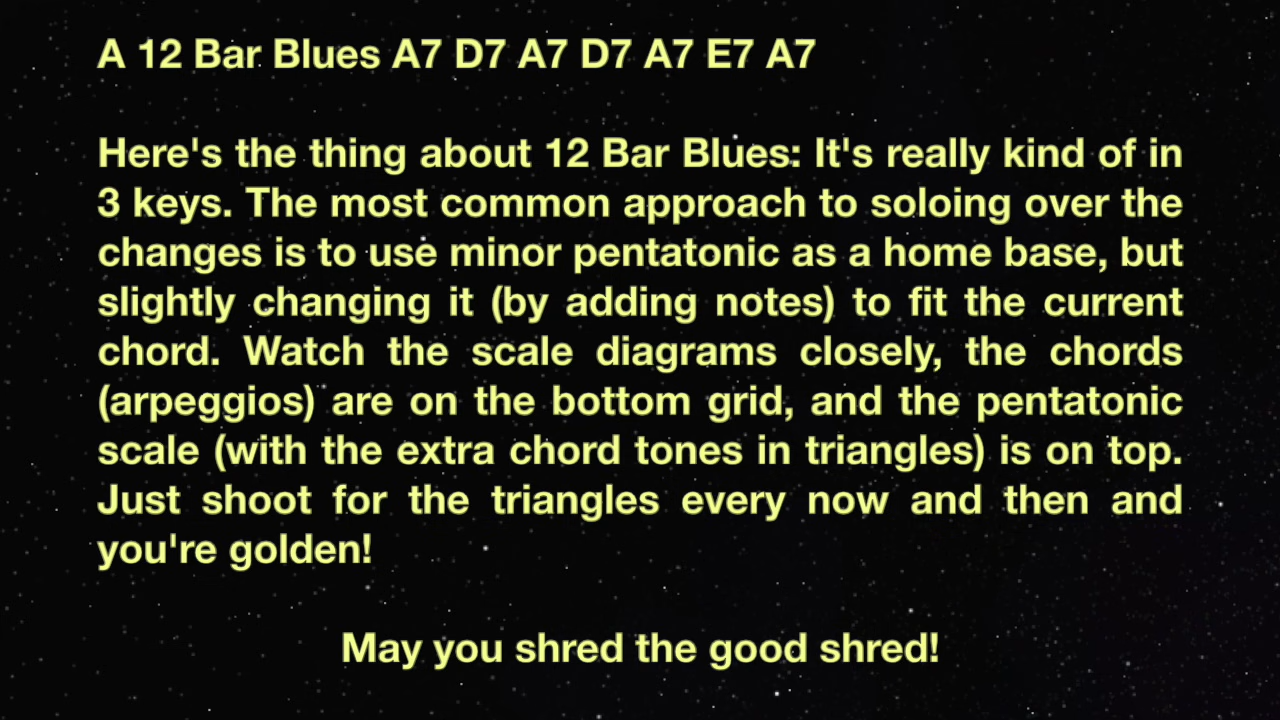 A 12 Bar Blues A7 D7 A7 D7 A7 E7 A7
Here's the thing about 12 Bar Blues: It's really kind of in
3 keys. The most common approach to soloing over the
changes is to use minor pentatonic as a home base, but
slightly changing it (by adding notes) to fit the current
chord. Watch the scale diagrams closely, the chords
(arpeggios) are on the bottom grid, and the pentatonic
scale (with the extra chord tones in triangles) is on top.
Just shoot for the triangles every now and then and
you're golden!
May you shred the good shred!